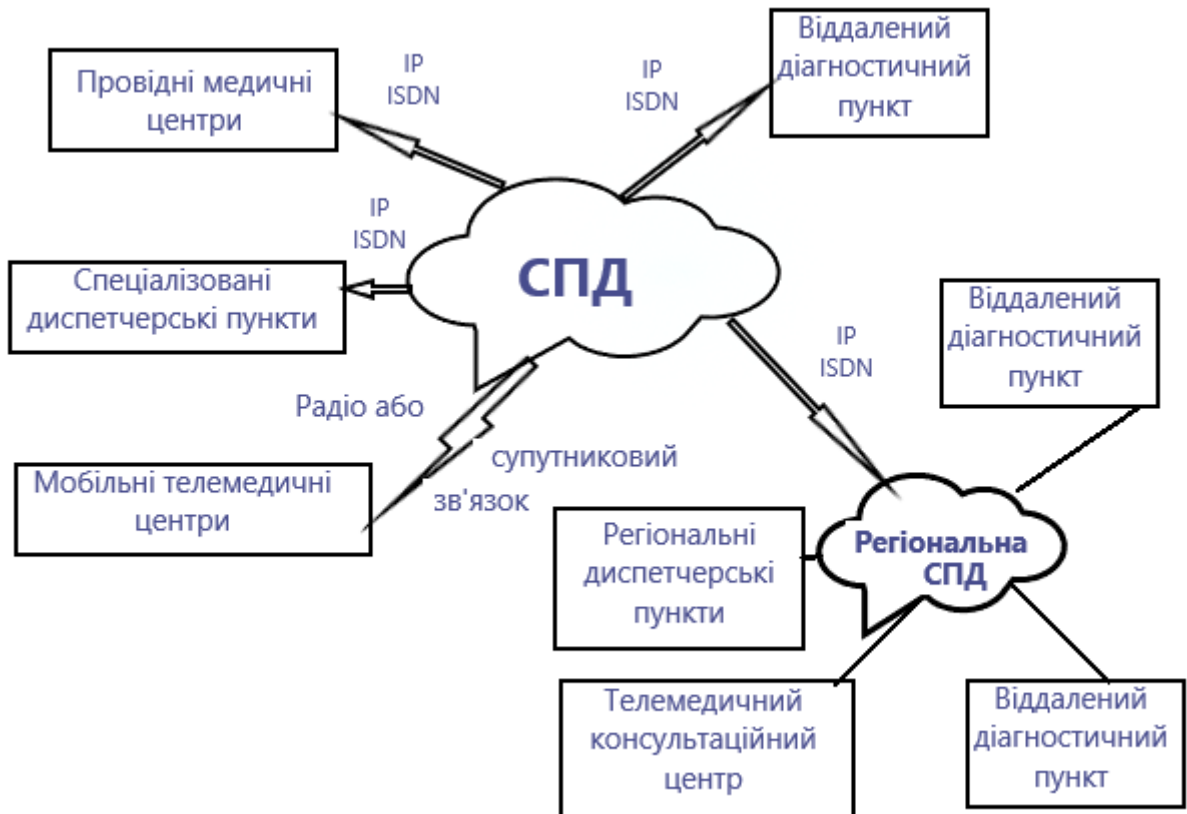 Провідні медичні
центри
IP
ISDN
IP
ISDN
Віддалений
діагностичний
пункт
IP
ISDN
Спеціалізовані
диспетчерські пункти
СПД
IP
ISDN
Віддалений
діагностичний
пункт
Радіо або
супутниковий
зв'язок
Мобільні телемедичні
центри
Регіональні
диспетчерські
пункти
Регіональна
СПД
Телемедичний
консультаційний
центр
Віддалений
діагностичний
пункт